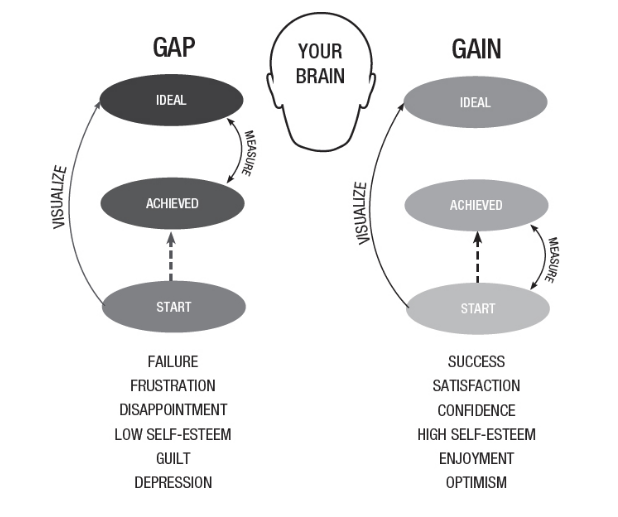 GAP
YOUR
BRAIN
GAIN
IDEAL
MEASURE
VISUALIZE
ACHIEVED
START
IDEAL
VISUALIZE
ACHIEVED
MEASURE
START
FAILURE
FRUSTRATION
DISAPPOINTMENT
LOW SELF-ESTEEM
GUILT
DEPRESSION
SUCCESS
SATISFACTION
CONFIDENCE
HIGH SELF-ESTEEM
ENJOYMENT
OPTIMISM